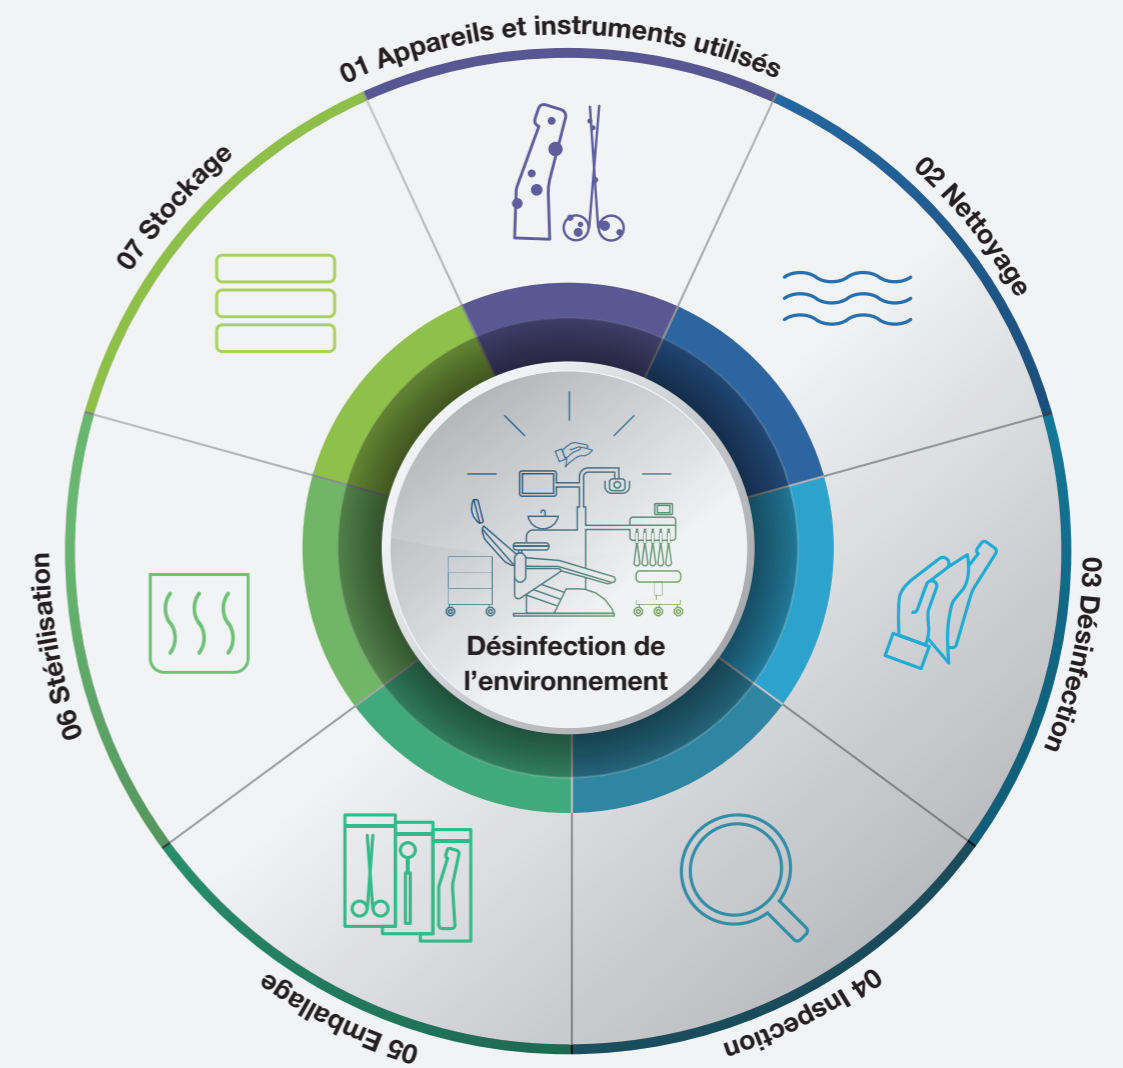 01 Appareils et instruments utilisés
02 Nettoyage
03 Désinfection
04 Inspection
05 Emballage
06 Stérilisation
07 Stockage
Désinfection de
l’environnement